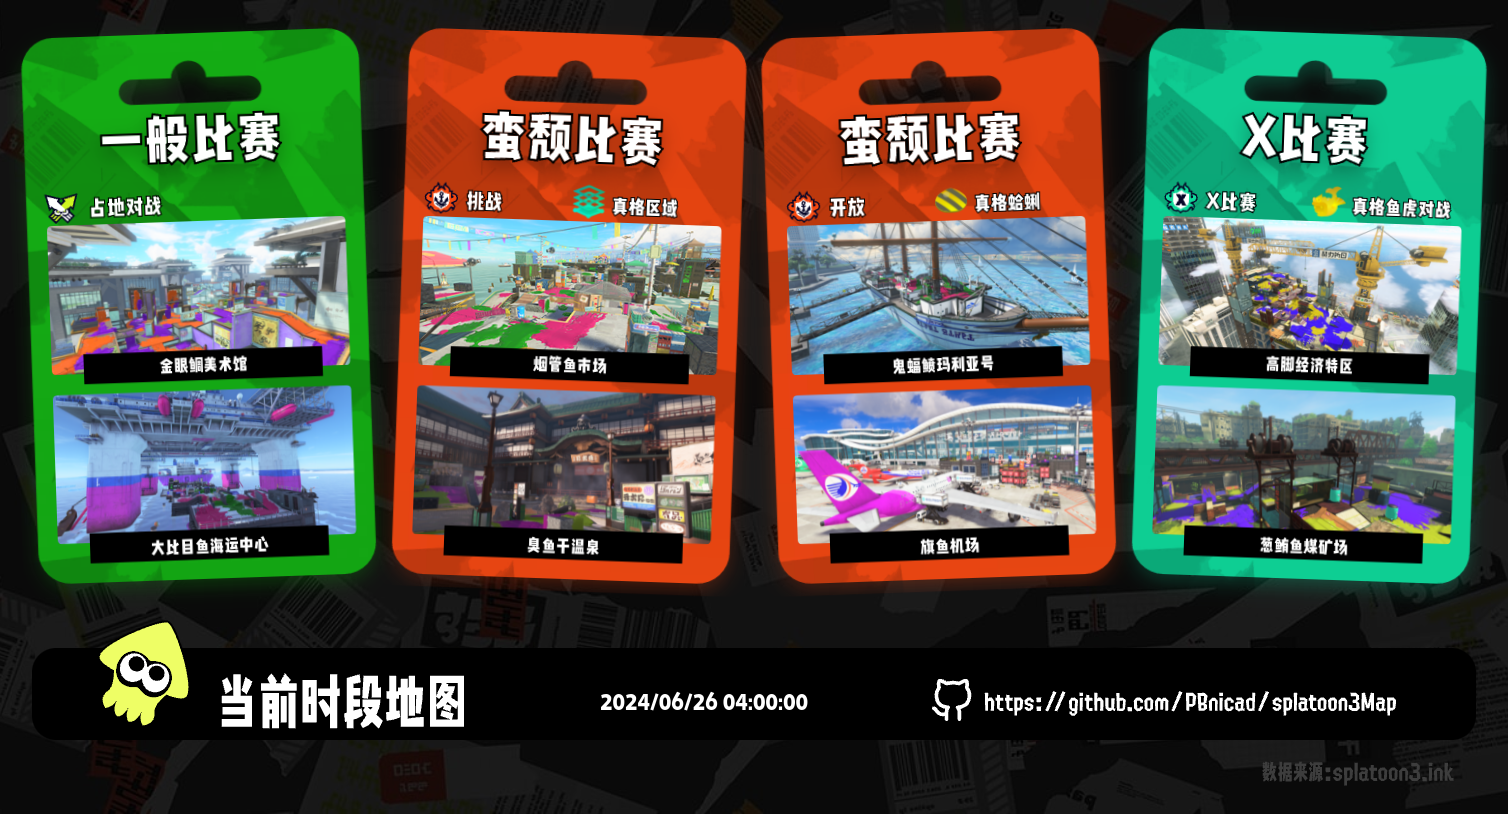 一般比赛
占地对战
金眼鲷美术馆
大比目鱼海运中心
蛮颓比赛
挑战
真格区域
烟管鱼市场
臭鱼干温泉
蛮颓比赛
开放
真格蛤蜊
鬼蝠鲼玛利亚号
旗鱼机场
X比赛
X比赛
真格鱼虎对战
高脚经济特区
葱鲔鱼煤矿场
当前时段地图
2024/06/26 04:00:00
https://github.com/PBnicad/splatoon3Map
数据来源:splatoon3.ink